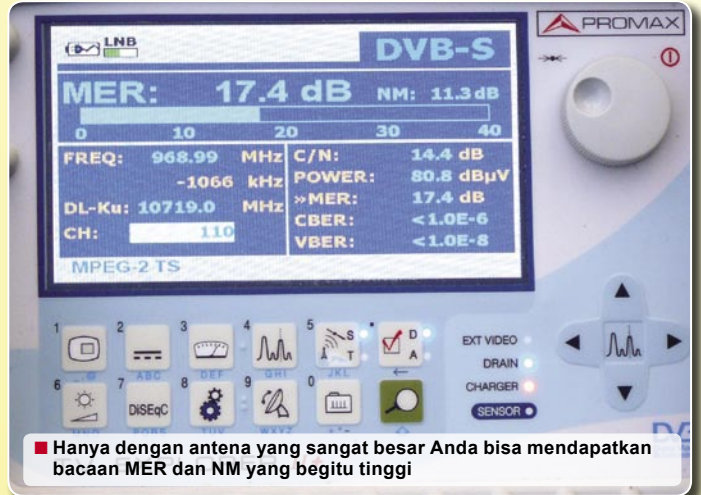 PROMAX
LNB
DVB-S
MER: 17.4 dB NM: 11.3 dB
0 10 20 30 40
FREQ: 968.99 MHz
-1066 kHz
DL-Ku: 10719.0 MHz
CH: 110
C/N: 14.4 dB
POWER: 80.8 dBµV
»MER: 17.4 dB
CBER: <1.0E-6
VBER: <1.0E-8
MPEG-2 TS
1 2 3 4 5 S T D A
ABC DEF GHI JKL
EXT VIDEO
DRAIN
CHARGER
SENSOR
6 7 8 9 0
DiSEqC
■ Hanya dengan antena yang sangat besar Anda bisa mendapatkan
bacaan MER dan NM yang begitu tinggi